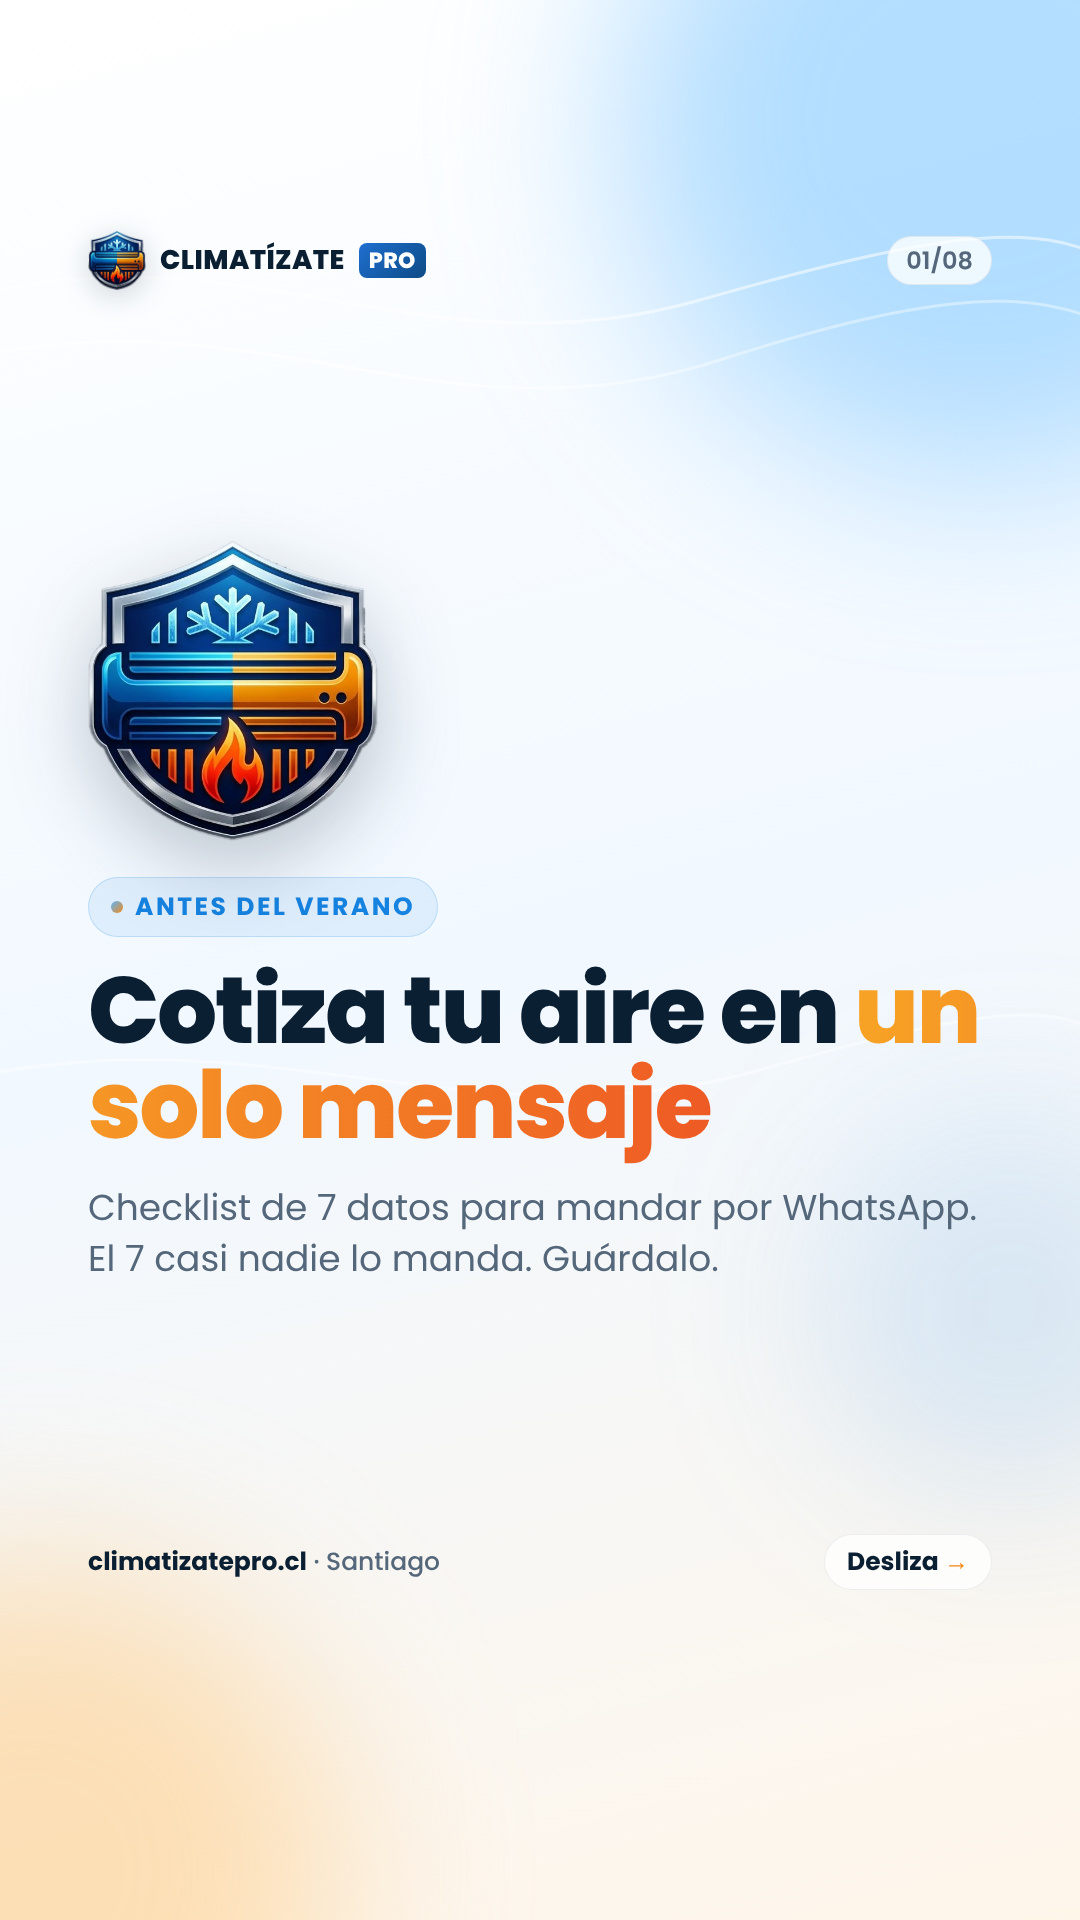 CLIMATÍZATE PRO
01/08
ANTES DEL VERANO
Cotiza tu aire en un
solo mensaje
Checklist de 7 datos para mandar por WhatsApp.
El 7 casi nadie lo manda. Guárdalo.
climatizatepro.cl · Santiago
Desliza →